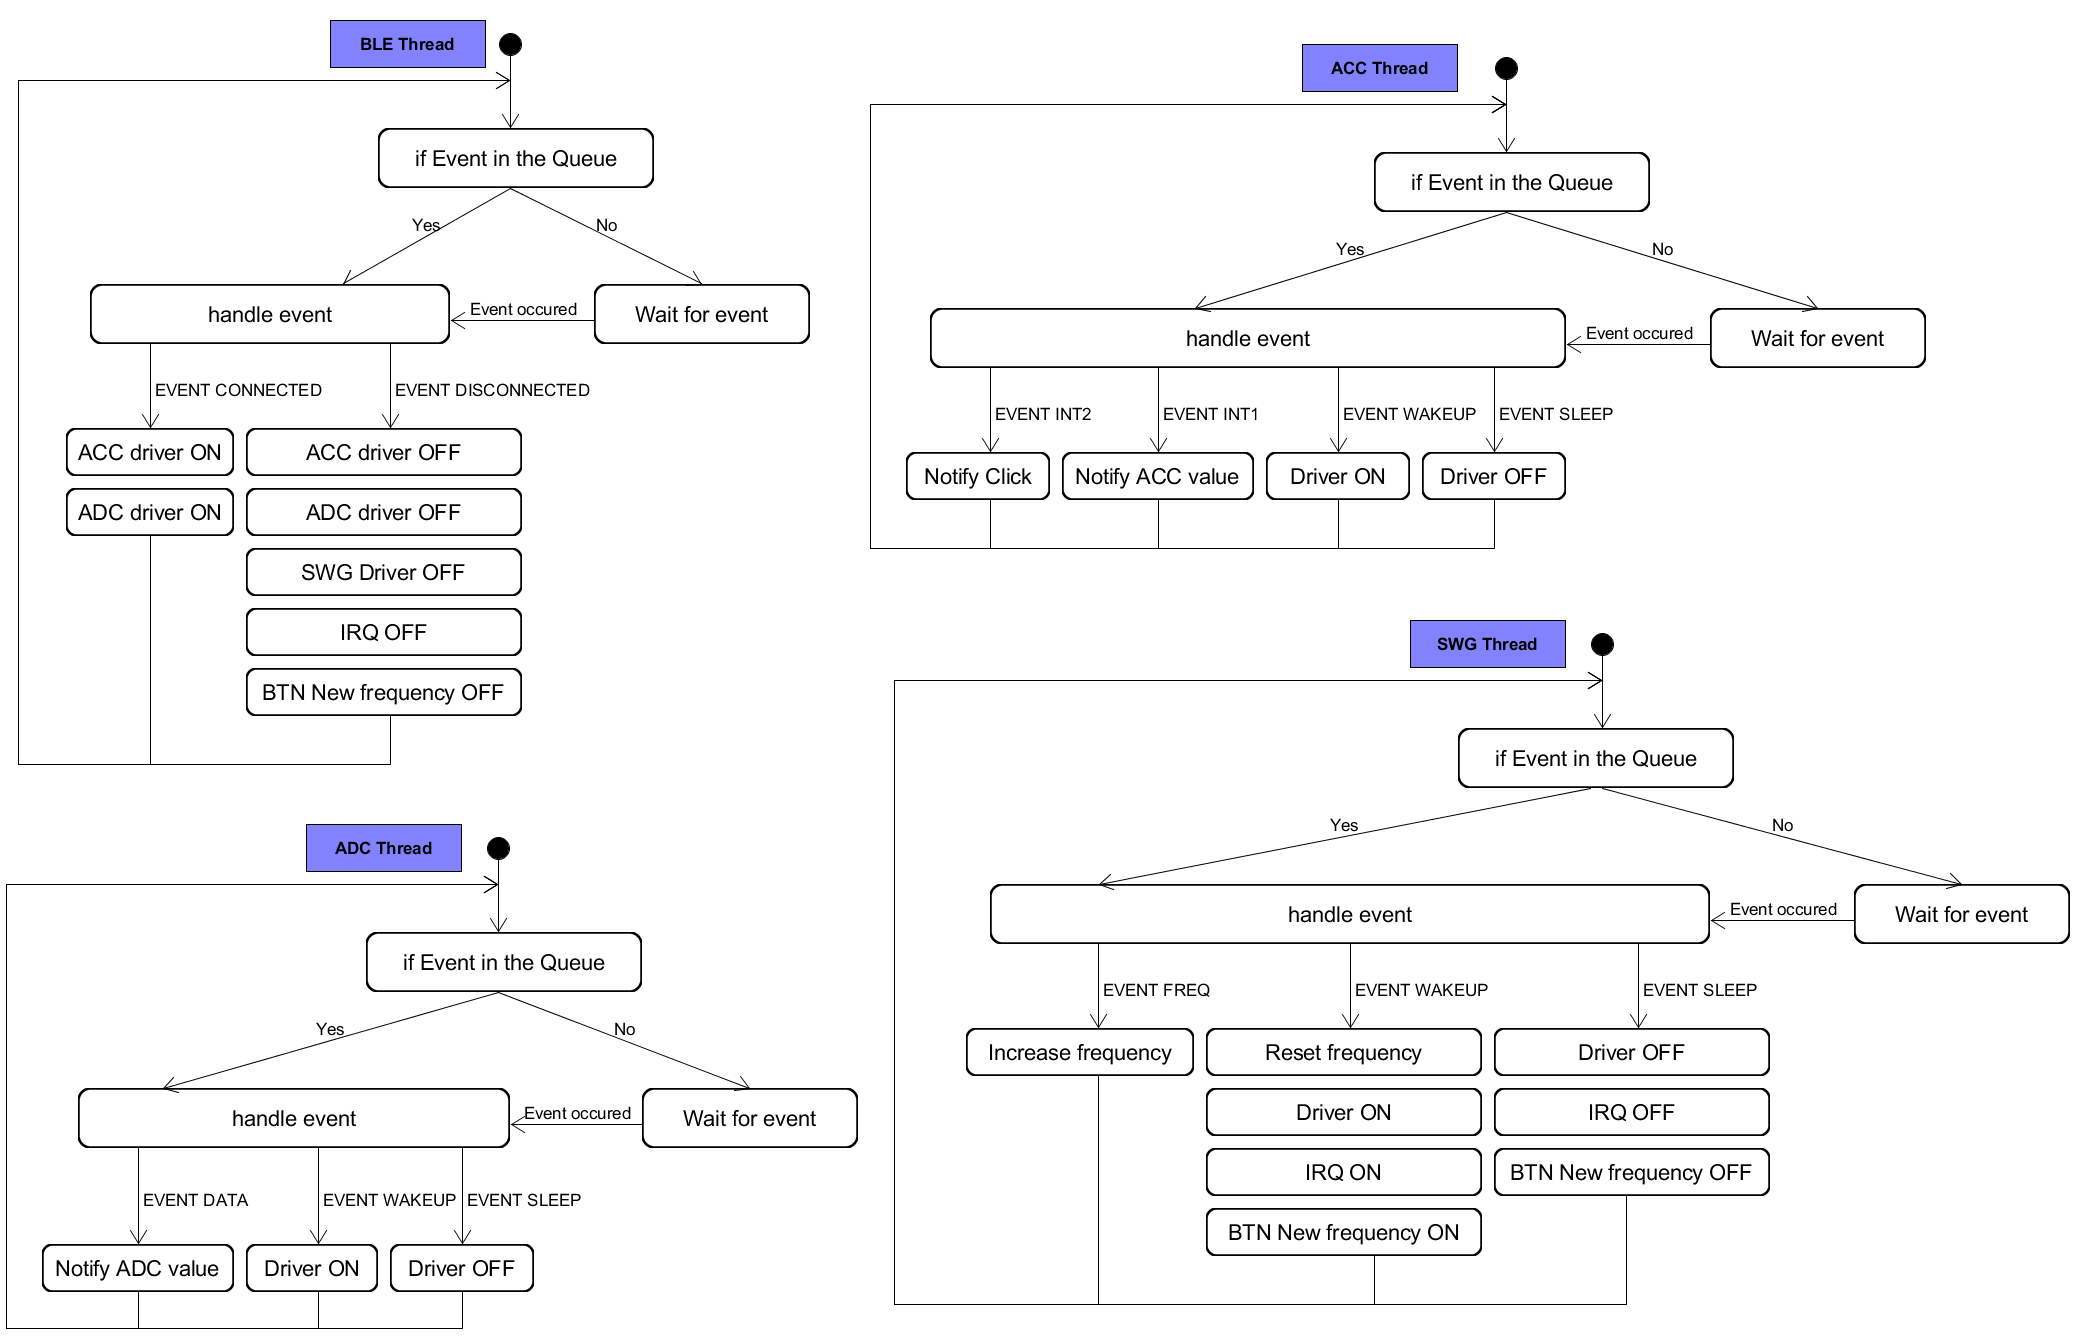 BLE Thread
if Event in the Queue
Yes
No
handle event
Event occured
Wait for event
EVENT CONNECTED
EVENT DISCONNECTED
ACC driver ON
ACC driver OFF
ADC driver ON
ADC driver OFF
SWG Driver OFF
IRQ OFF
BTN New frequency OFF
ACC Thread
if Event in the Queue
Yes
No
handle event
Event occured
Wait for event
EVENT INT2
EVENT INT1
EVENT WAKEUP
EVENT SLEEP
Notify Click
Notify ACC value
Driver ON
Driver OFF
ADC Thread
if Event in the Queue
Yes
No
handle event
Event occured
Wait for event
EVENT DATA
EVENT WAKEUP
EVENT SLEEP
Notify ADC value
Driver ON
Driver OFF
SWG Thread
if Event in the Queue
Yes
No
handle event
Event occured
Wait for event
EVENT FREQ
EVENT WAKEUP
EVENT SLEEP
Increase frequency
Reset frequency
Driver OFF
Driver ON
IRQ OFF
IRQ ON
BTN New frequency OFF
BTN New frequency ON